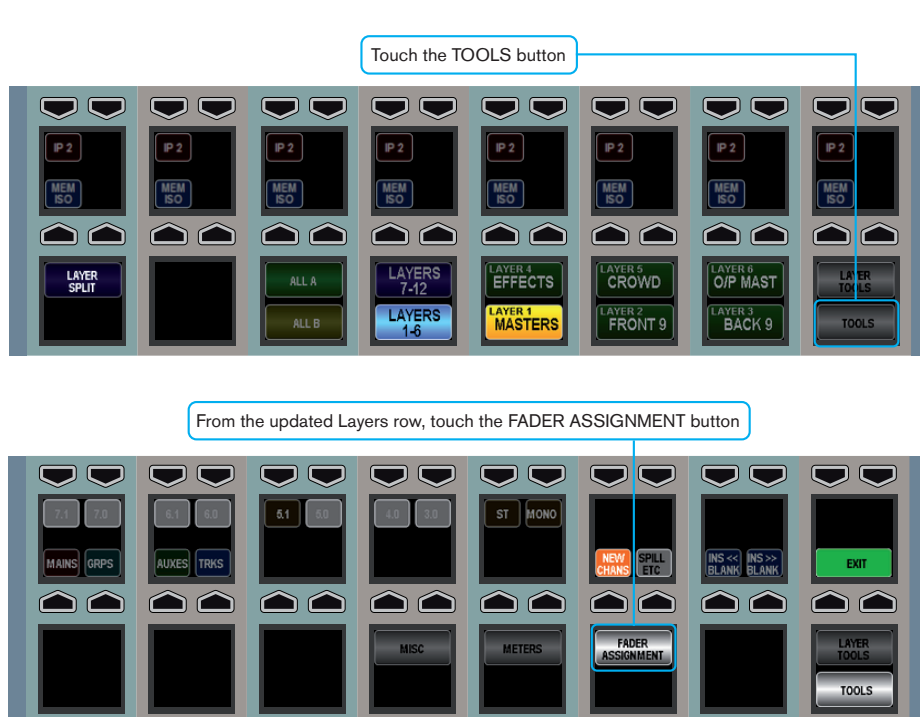 Touch the TOOLS button
IP 2 IP 2 IP 2 IP 2 IP 2 IP 2 IP 2 IP 2
MEM MEM MEM MEM MEM MEM MEM MEM
ISO ISO ISO ISO ISO ISO ISO ISO
LAYER
SPLIT
ALL A
ALL B
LAYERS
7-12
LAYERS
1-6
LAYER 4
EFFECTS
LAYER 1
MASTERS
LAYER 5
CROWD
LAYER 2
FRONT 9
LAYER 6
O/P MAST
LAYER 3
BACK 9
LAYER
TOOLS
TOOLS
From the updated Layers row, touch the FADER ASSIGNMENT button
7.1 7.0 6.1 6.0 5.1 5.0 4.0 3.0 ST MONO
MAINS GRPS AUXES TRKS
NEW
CHANS
SPILL
ETC
INS <<
BLANK
INS >>
BLANK
EXIT
MISC
METERS
FADER
ASSIGNMENT
LAYER
TOOLS
TOOLS